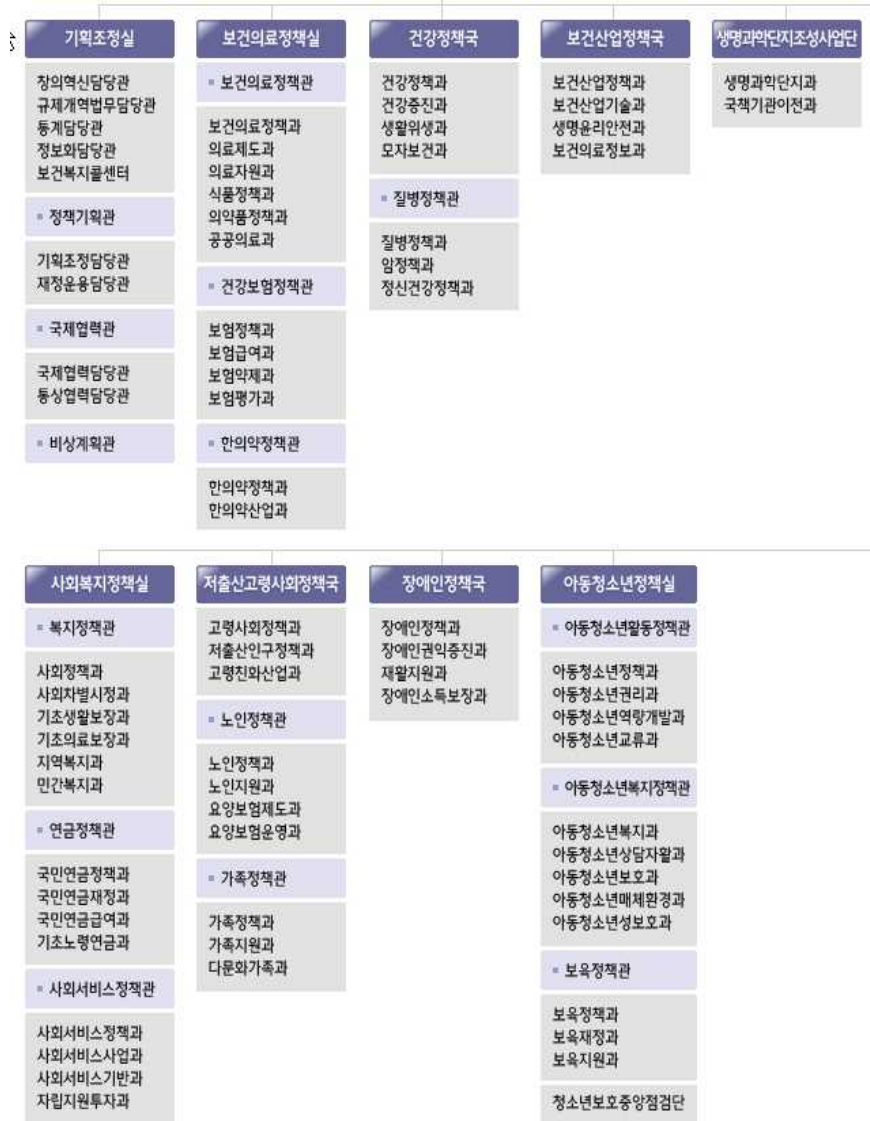 기획조정실
창의혁신담당관
규제개혁법무담당관
통계담당관
정보화담당관
보건복지콜센터
정책기획관
기획조정담당관
재정운용담당관
국제협력관
국제협력담당관
통상협력담당관
비상계획관
보건의료정책실
보건의료정책관
보건의료정책과
의료제도과
의료자원과
식품정책과
의약품정책과
공공의료과
건강보험정책관
보험정책과
보험급여과
보험약제과
보험평가과
한의약정책관
한의약정책과
한의약산업과
건강정책국
건강정책과
건강증진과
생활위생과
모자보건과
질병정책관
질병정책과
암정책과
정신건강정책과
보건산업정책국
보건산업정책과
보건산업기술과
생명윤리안전과
보건의료정보과
생명과학단지조성사업단
생명과학단지과
국책기관이전과
사회복지정책실
복지정책관
사회정책과
사회차별시정과
기초생활보장과
기초의료보장과
지역복지과
민간복지과
연금정책관
국민연금정책과
국민연금재정과
국민연금급여과
기초노령연금과
사회서비스정책관
사회서비스정책과
사회서비스사업과
사회서비스기반과
자립지원투자과
저출산고령사회정책국
고령사회정책과
저출산인구정책과
고령친화산업과
노인정책관
노인정책과
노인지원과
요양보험제도과
요양보험운영과
가족정책관
가족정책과
가족지원과
다문화가족과
장애인정책국
장애인정책과
장애인권익증진과
재활지원과
장애인소득보장과
아동청소년정책실
아동청소년활동정책관
아동청소년정책과
아동청소년권리과
아동청소년역량개발과
아동청소년교류과
아동청소년복지정책관
아동청소년복지과
아동청소년상담자활과
아동청소년보호과
아동청소년매체환경과
아동청소년성보호과
보육정책관
보육정책과
보육재정과
보육지원과
청소년보호중앙점검단